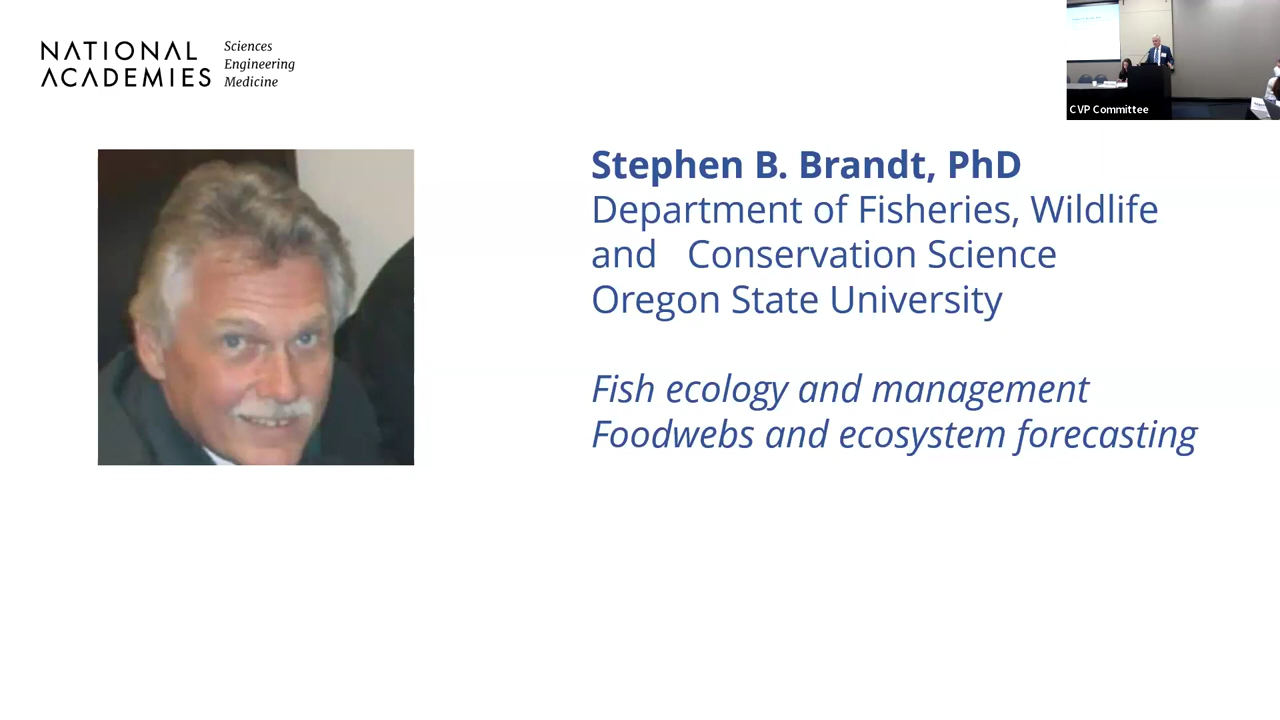 NATIONAL
ACADEMIES
Sciences
Engineering
Medicine
CVP Committee
Stephen B. Brandt, PhD
Department of Fisheries, Wildlife
and Conservation Science
Oregon State University
Fish ecology and management
Foodwebs and ecosystem forecasting